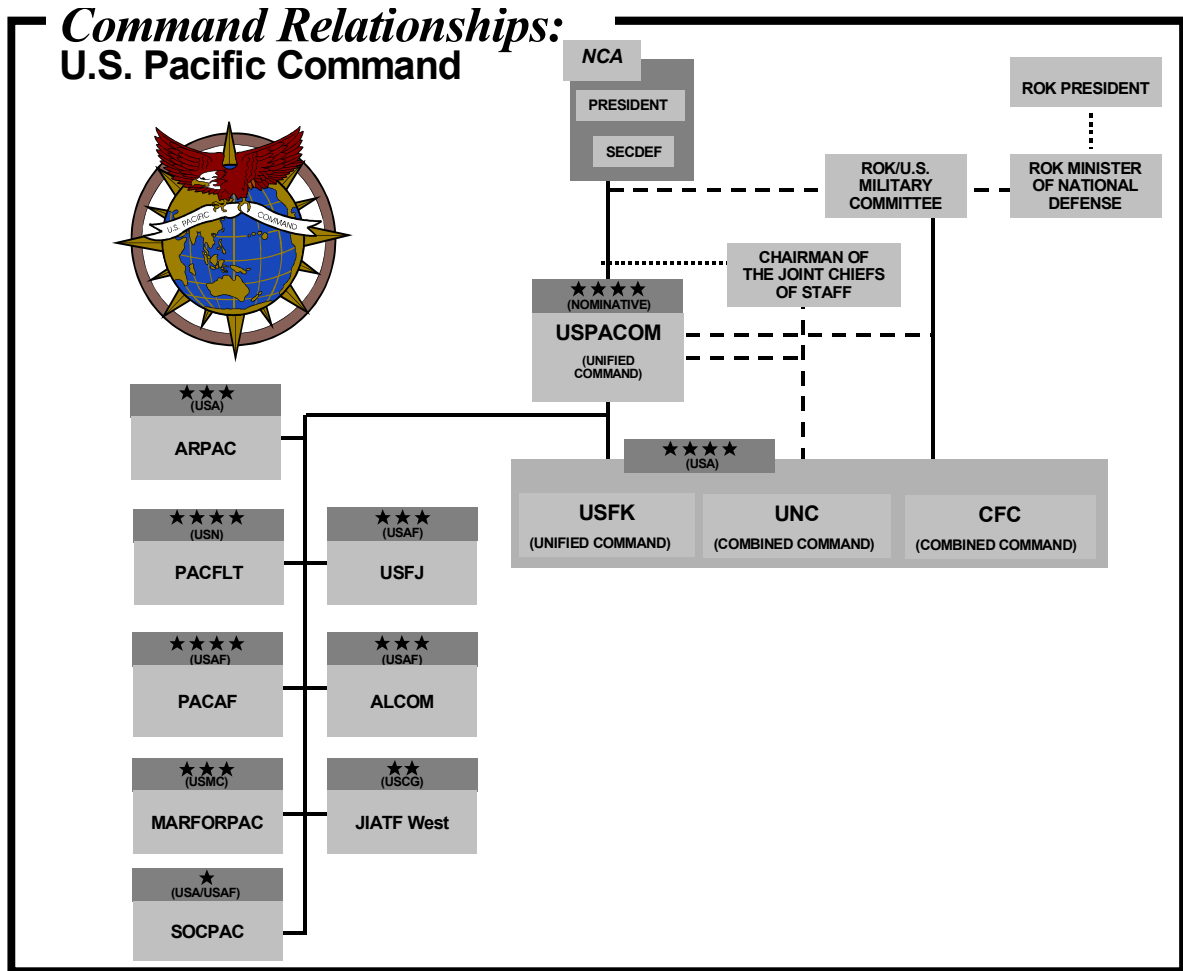 Command Relationships:
U.S. Pacific Command
NCA
PRESIDENT
SECDEF
ROK PRESIDENT
ROK/U.S.
MILITARY
COMMITTEE
ROK MINISTER
OF NATIONAL
DEFENSE
U.S. PACIFIC COMMAND
CHAIRMAN OF
THE JOINT CHIEFS
OF STAFF
(NOMINATIVE)
USPACOM
(UNIFIED
COMMAND)
(USA)
ARPAC
(USA)
USFK
(UNIFIED COMMAND)
UNC
(COMBINED COMMAND)
CFC
(COMBINED COMMAND)
(USN)
PACFLT
(USAF)
USFJ
(USAF)
PACAF
(USAF)
ALCOM
(USMC)
MARFORPAC
(USCG)
JIATF West
(USA/USAF)
SOCPAC